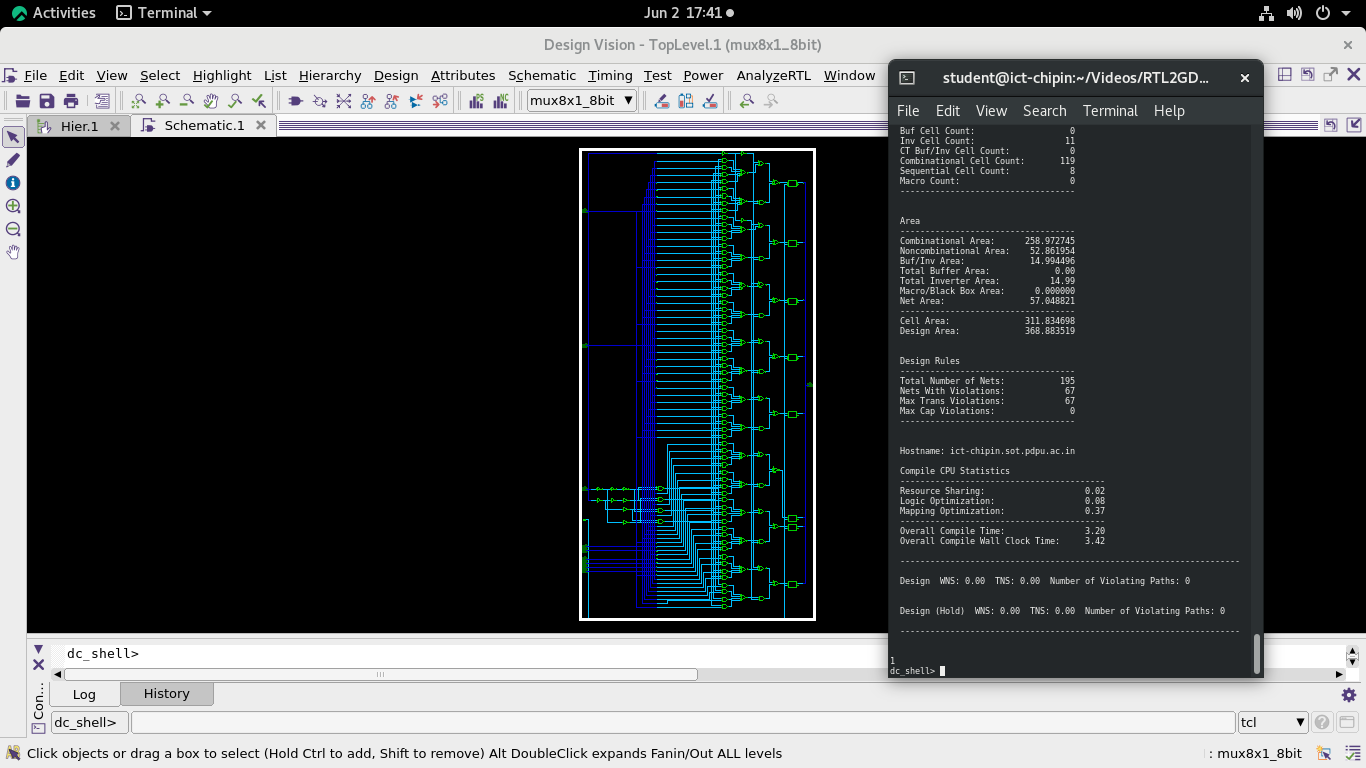 Activities Terminal Jun 2 17:41
Design Vision - TopLevel.1 (mux8x1_8bit)
File Edit View Select Highlight List Hierarchy Design Attributes Schematic Timing Test Power AnalyzeRTL Window
mux8x1_8bit
Hier.1 Schematic.1
student@ict-chipin:~/Videos/RTL2GD...
File Edit View Search Terminal Help
Buf Cell Count: 0
Inv Cell Count: 11
CT Buf/Inv Cell Count: 0
Combinational Cell Count: 119
Sequential Cell Count: 8
Macro Count: 0
-----------------------------------
Area
-----------------------------------
Combinational Area: 258.972745
Noncombinational Area: 52.861954
Buf/Inv Area: 14.994496
Total Buffer Area: 0.00
Total Inverter Area: 14.99
Macro/Black Box Area: 0.000000
Net Area: 57.048821
-----------------------------------
Cell Area: 311.834698
Design Area: 368.883519
Design Rules
-----------------------------------
Total Number of Nets: 195
Nets With Violations: 67
Max Trans Violations: 67
Max Cap Violations: 0
-----------------------------------
Hostname: ict-chipin.sot.pdpu.ac.in
Compile CPU Statistics
-----------------------------------------
Resource Sharing: 0.02
Logic Optimization: 0.08
Mapping Optimization: 0.37
-----------------------------------------
Overall Compile Time: 3.20
Overall Compile Wall Clock Time: 3.42
--------------------------------------------------------------------
Design WNS: 0.00 TNS: 0.00 Number of Violating Paths: 0
Design (Hold) WNS: 0.00 TNS: 0.00 Number of Violating Paths: 0
--------------------------------------------------------------------
1
dc_shell>
dc_shell>
Con...
Log History
dc_shell> tcl
Click objects or drag a box to select (Hold Ctrl to add, Shift to remove) Alt DoubleClick expands Fanin/Out ALL levels : mux8x1_8bit